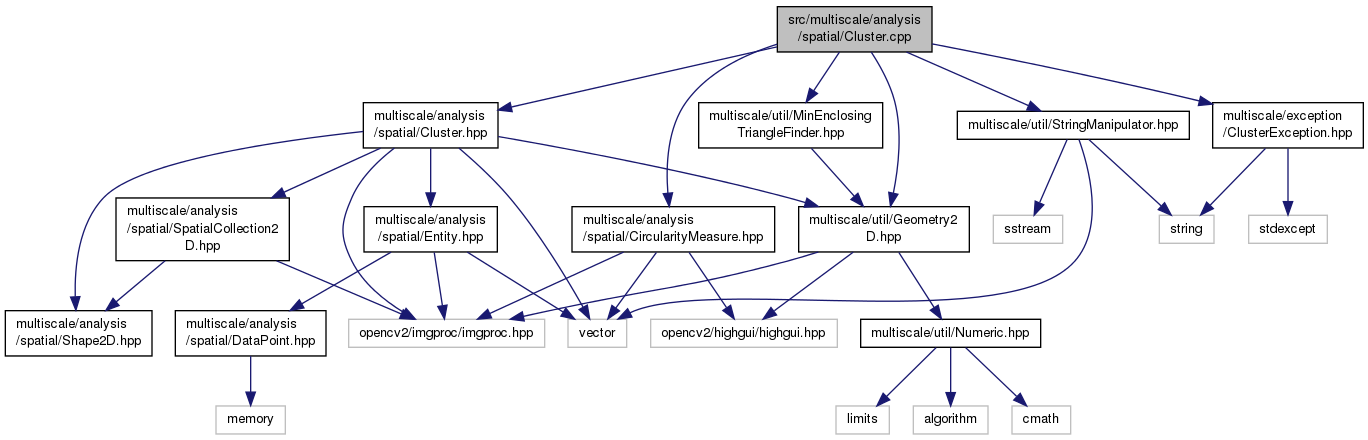 src/multiscale/analysis
/spatial/Cluster.cpp
multiscale/analysis
/spatial/Cluster.hpp
multiscale/util/MinEnclosing
TriangleFinder.hpp
multiscale/util/StringManipulator.hpp
multiscale/exception
/ClusterException.hpp
multiscale/analysis
/spatial/SpatialCollection2
D.hpp
multiscale/analysis
/spatial/Entity.hpp
multiscale/analysis
/spatial/CircularityMeasure.hpp
multiscale/util/Geometry2
D.hpp
sstream
string
stdexcept
multiscale/analysis
/spatial/Shape2D.hpp
multiscale/analysis
/spatial/DataPoint.hpp
opencv2/imgproc/imgproc.hpp
vector
opencv2/highgui/highgui.hpp
multiscale/util/Numeric.hpp
memory
limits
algorithm
cmath